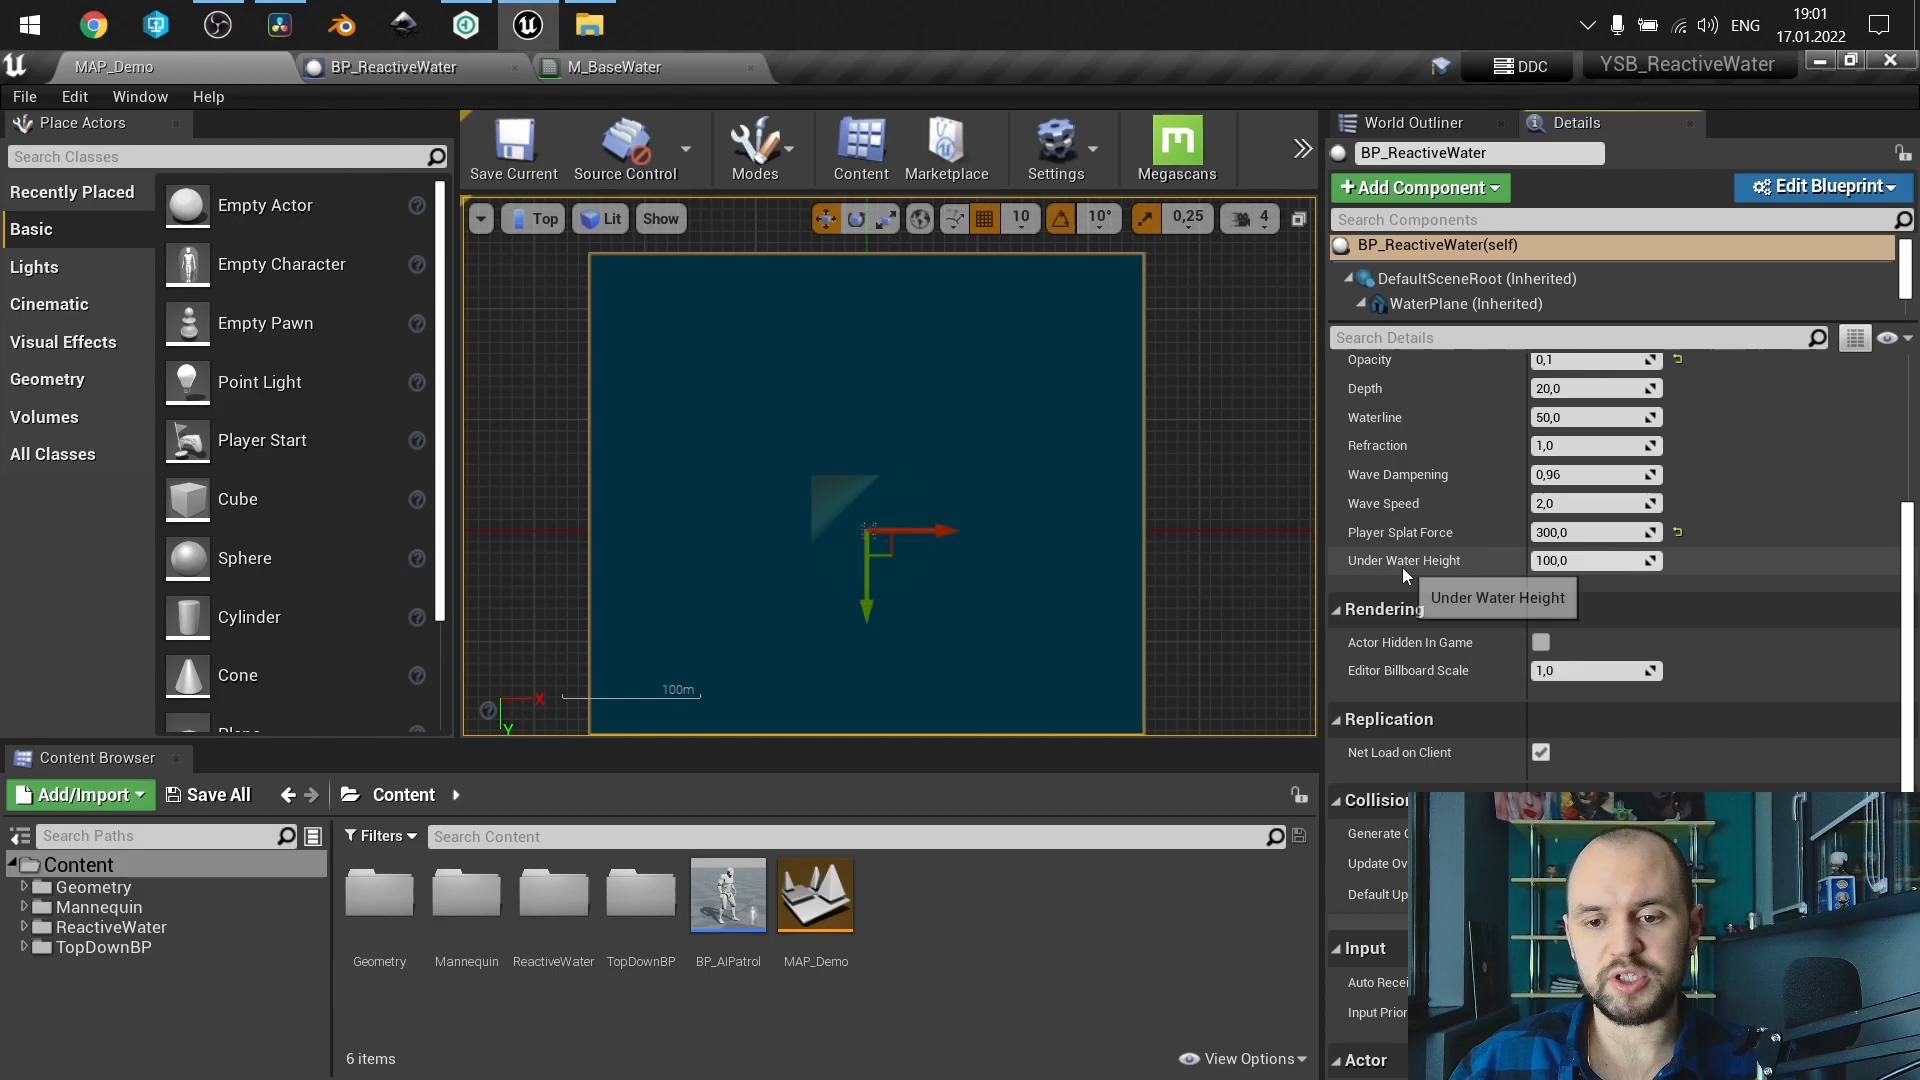 ENG
19:01
17.01.2022
MAP_Demo
BP_ReactiveWater
M_BaseWater
DDC
YSB_ReactiveWater
File Edit Window Help
Place Actors
Search Classes
Recently Placed
Basic
Lights
Cinematic
Visual Effects
Geometry
Volumes
All Classes
Empty Actor
Empty Character
Empty Pawn
Point Light
Player Start
Cube
Sphere
Cylinder
Cone
Save Current
Source Control
Modes
Content
Marketplace
Settings
Megascans
Top
Lit
Show
10
10°
0,25
4
100m
X
Y
World Outliner
Details
BP_ReactiveWater
+Add Component
Edit Blueprint
Search Components
BP_ReactiveWater(self)
DefaultSceneRoot (Inherited)
WaterPlane (Inherited)
Search Details
Opacity 0,1
Depth 20,0
Waterline 50,0
Refraction 1,0
Wave Dampening 0,96
Wave Speed 2,0
Player Splat Force 300,0
Under Water Height 100,0
Under Water Height
Rendering
Actor Hidden In Game
Editor Billboard Scale 1,0
Replication
Net Load on Client
Collision
Generate
Update Ov
Default Up
Input
Auto Recei
Input Prior
Actor
Content Browser
Add/Import
Save All
Content
Search Paths
Filters
Search Content
Content
Geometry
Mannequin
ReactiveWater
TopDownBP
Geometry
Mannequin
ReactiveWater
TopDownBP
BP_AIPatrol
MAP_Demo
6 items
View Options